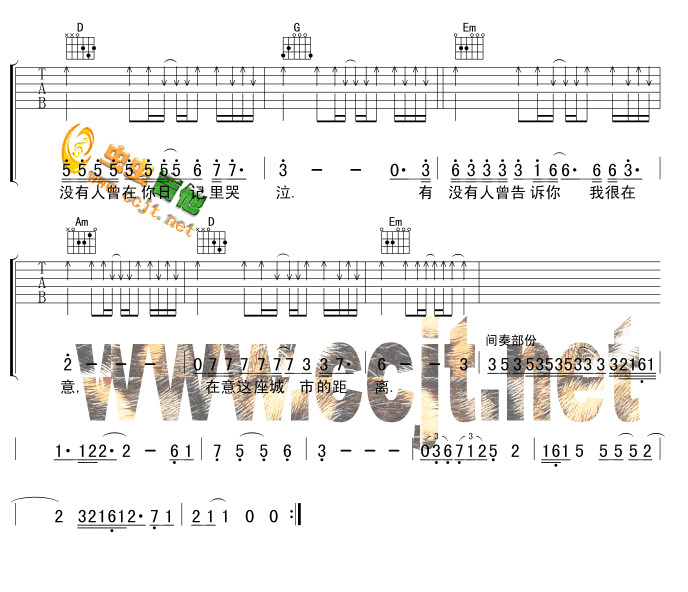 D G Em
T A B
虫虫吉他
www.ccjt.net
5 5 5 5 5 5 5 5 6 7 7· 3 – – 0· 3 6 3 3 3 3 1 6 6· 6 6 3·
没有人曾在你日 记里哭 泣. 有 没有人曾告诉你 我很在
Am D Em
T A B
www.ccjt.net
间奏部份
2 – – – 0 7 7 7 7 7 7 3 3 7· 6 – 3 3 5 3 5 3 5 3 5 3 3 3 3 2 1 6 1
意, 在意这座城 市的距 离.
3 3
1· 1 2 2· 2 – 6 1 7 5 5 6 3 – – – 0 3 6 7 1 2 5 2 1 6 1 5 5 5 5 2
2 3 2 1 6 1 2· 7 1 2 1 1 0 0